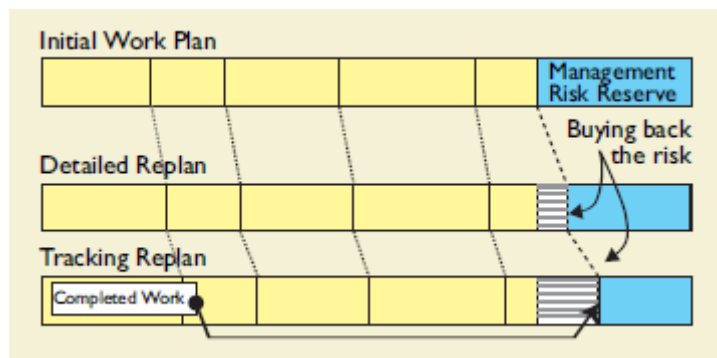 Initial Work Plan
Management
Risk Reserve
Buying back
the risk
Detailed Replan
Tracking Replan
Completed Work